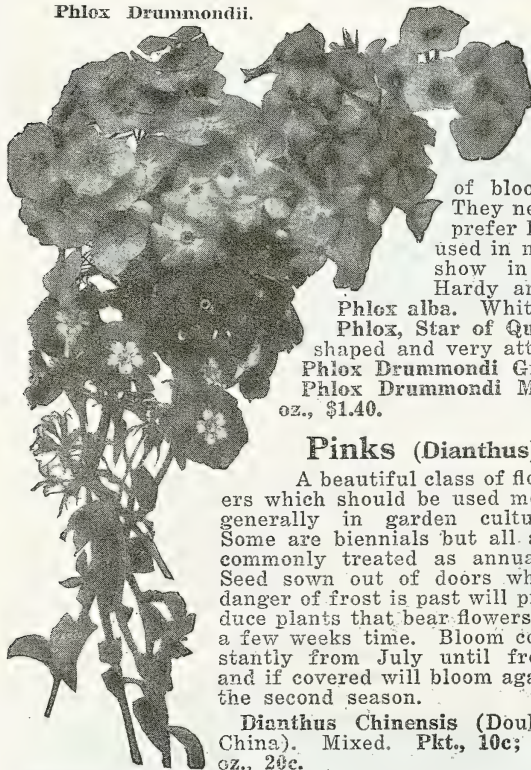 Phlox Drummondii.
of bloo
They ne
prefer
used in
show in
Hardy an
Phlox alba. Whit
Phlox, Star of Qu
shaped and very att
Phlox Drummondi G
Phlox Drummondi M
oz., $1.40.
Pinks (Dianthus)
A beautiful class of flo
ers which should be used mo
generally in garden cultu
Some are biennials but all a
commonly treated as annua
Seed sown out of doors wh
danger of frost is past will pr
duce plants that bear flowers
a few weeks time. Bloom co
stantly from July until fro
and if covered will bloom aga
the second season.
Dianthus Chinensis (Doul
China). Mixed. Pkt., 10c;
oz., 20c.